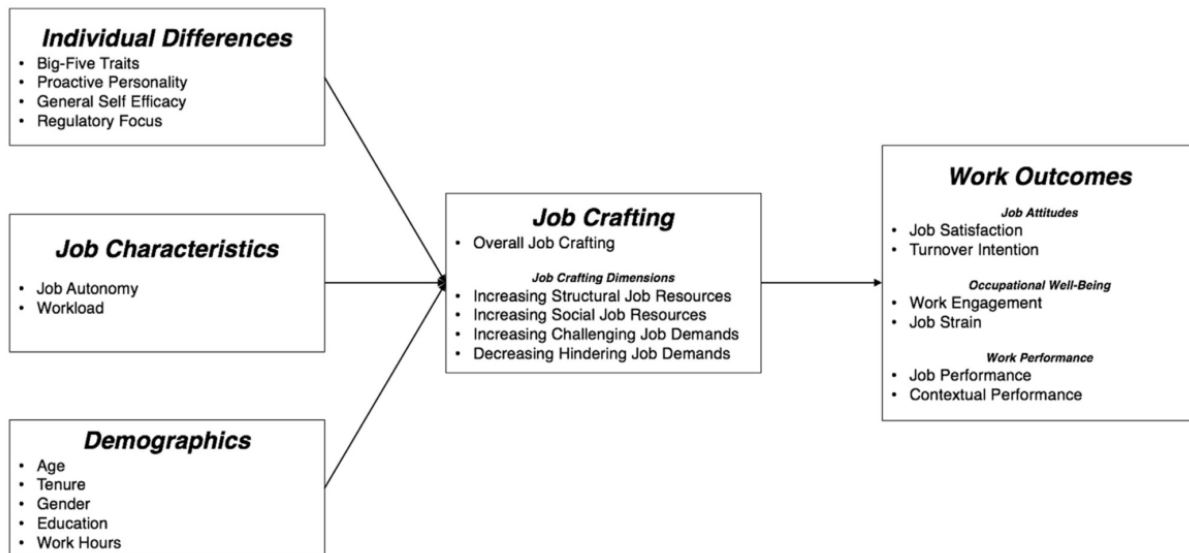 Individual Differences
• Big-Five Traits
• Proactive Personality
• General Self Efficacy
• Regulatory Focus
Job Characteristics
• Job Autonomy
• Workload
Demographics
• Age
• Tenure
• Gender
• Education
• Work Hours
Job Crafting
• Overall Job Crafting
Job Crafting Dimensions
• Increasing Structural Job Resources
• Increasing Social Job Resources
• Increasing Challenging Job Demands
• Decreasing Hindering Job Demands
Work Outcomes
Job Attitudes
• Job Satisfaction
• Turnover Intention
Occupational Well-Being
• Work Engagement
• Job Strain
Work Performance
• Job Performance
• Contextual Performance